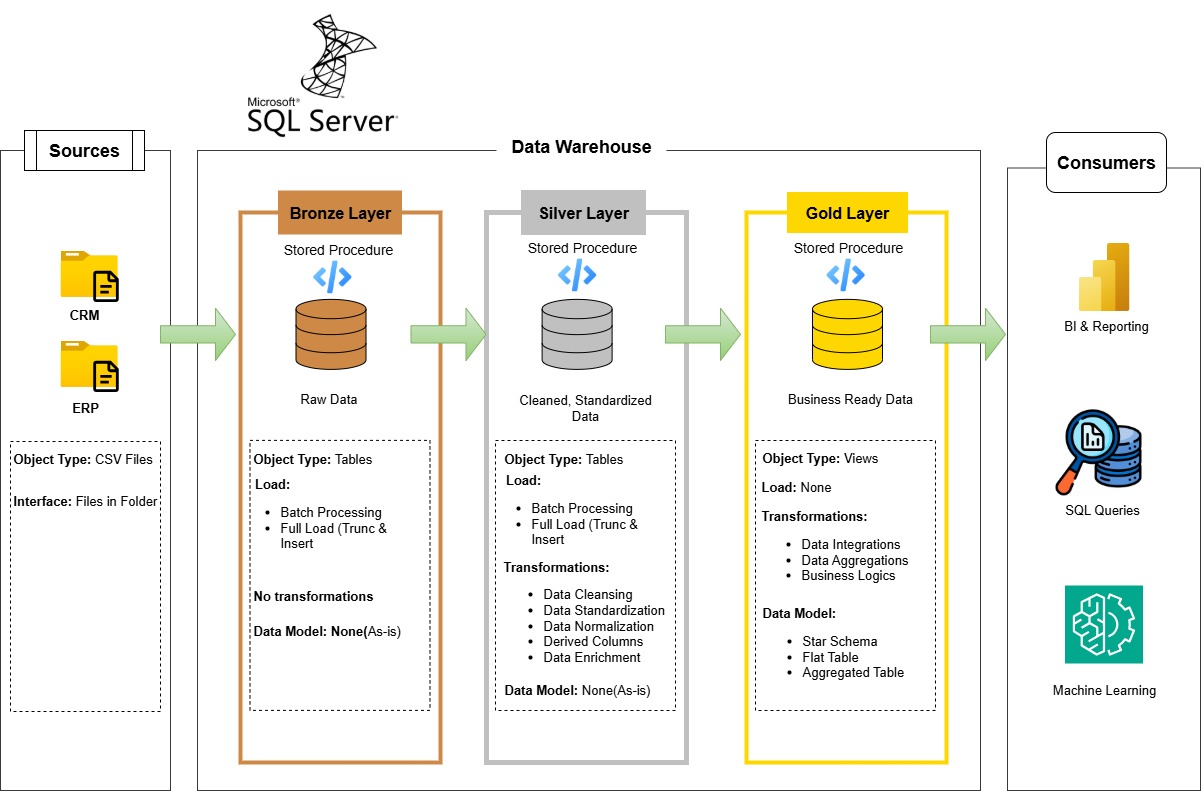 Microsoft®
SQL Server
Sources
CRM
ERP
Object Type: CSV Files
Interface: Files in Folder
Data Warehouse
Bronze Layer
Stored Procedure
Raw Data
Object Type: Tables
Load:
• Batch Processing
• Full Load (Trunc &
Insert
No transformations
Data Model: None(As-is)
Silver Layer
Stored Procedure
Cleaned, Standardized
Data
Object Type: Tables
Load:
• Batch Processing
• Full Load (Trunc &
Insert
Transformations:
• Data Cleansing
• Data Standardization
• Data Normalization
• Derived Columns
• Data Enrichment
Data Model: None(As-is)
Gold Layer
Stored Procedure
Business Ready Data
Object Type: Views
Load: None
Transformations:
• Data Integrations
• Data Aggregations
• Business Logics
Data Model:
• Star Schema
• Flat Table
• Aggregated Table
Consumers
BI & Reporting
SQL Queries
Machine Learning